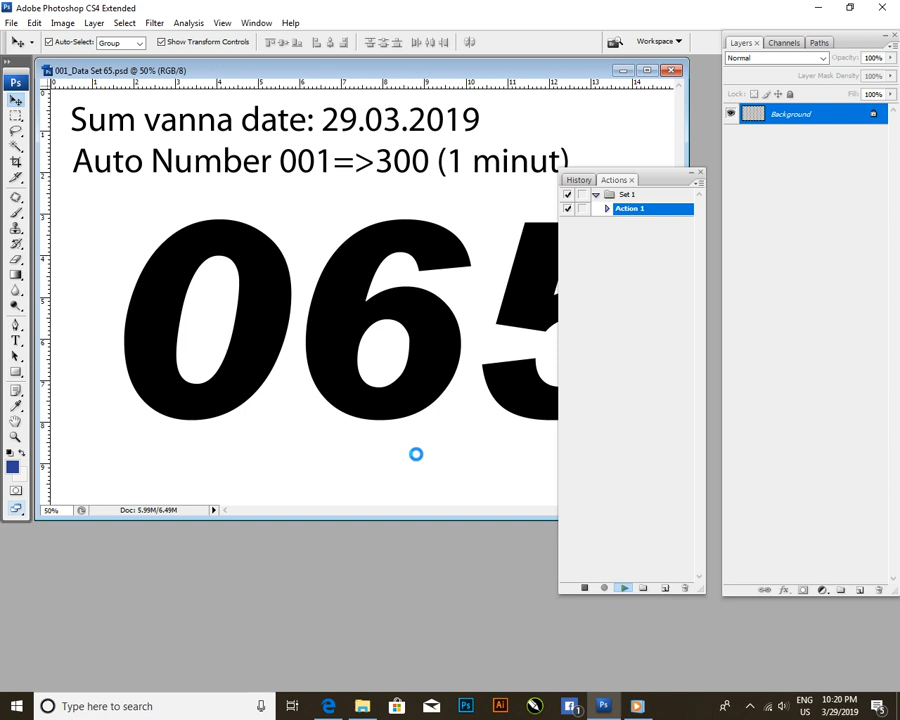 Adobe Photoshop CS4 Extended
File Edit Image Layer Select Filter Analysis View Window Help
Auto-Select: Group Show Transform Controls Workspace
001_Data Set 65.psd @ 50% (RGB/8)
Sum vanna date: 29.03.2019
Auto Number 001=>300 (1 minut)
065
50% Doc: 5.99M/6.49M
History Actions
Set 1
Action 1
Layers Channels Paths
Normal Opacity: 100%
Layer Mask Density:
Lock: Fill: 100%
Background
Type here to search
ENG
US
10:20 PM
3/29/2019